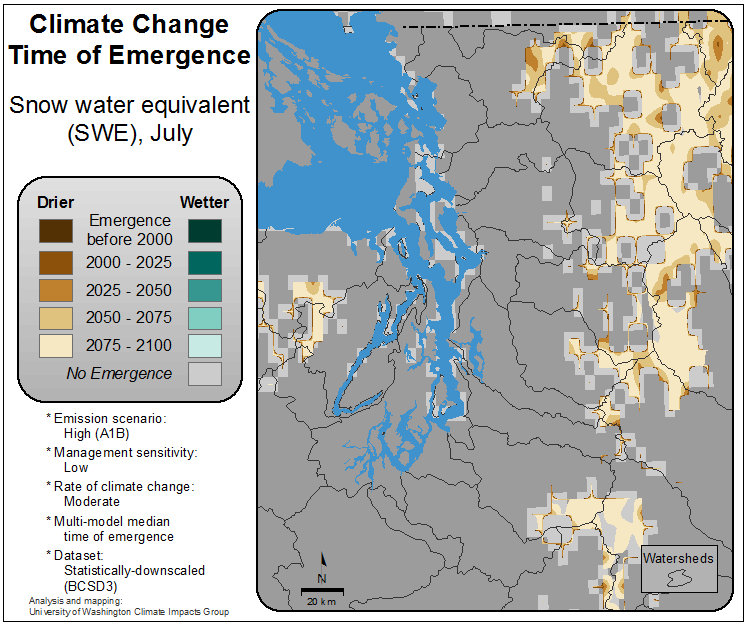 Climate Change
Time of Emergence
Snow water equivalent
(SWE), July
Drier
Wetter
Emergence
before 2000
2000 - 2025
2025 - 2050
2050 - 2075
2075 - 2100
No Emergence
* Emission scenario:
High (A1B)
* Management sensitivity:
Low
* Rate of climate change:
Moderate
* Multi-model median
time of emergence
* Dataset:
Statistically-downscaled
(BCSD3)
Analysis and mapping:
University of Washington Climate Impacts Group
N
20 km
Watersheds